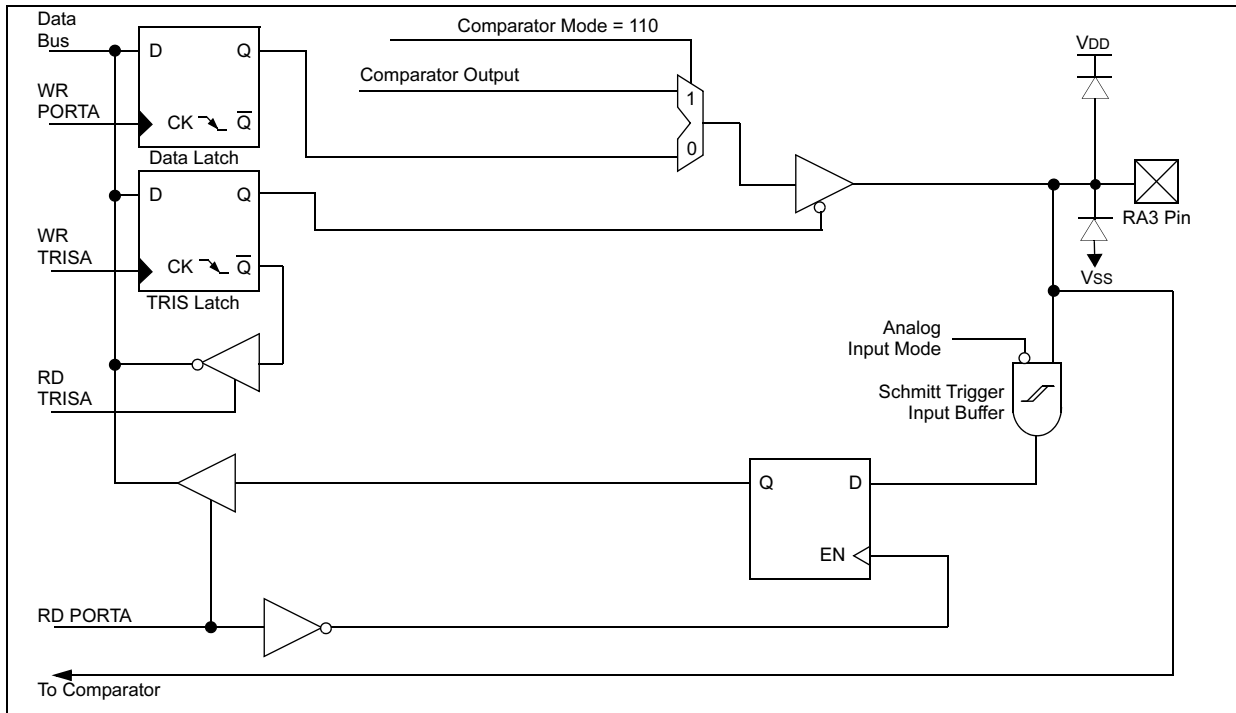 Data
Bus
D
Q
WR
PORTA
CK
Q
Data Latch
Comparator Mode = 110
Comparator Output
1
0
VDD
RA3 Pin
VSS
D
Q
WR
TRISA
CK
Q
TRIS Latch
RD
TRISA
Analog
Input Mode
Schmitt Trigger
Input Buffer
Q
D
EN
RD PORTA
To Comparator